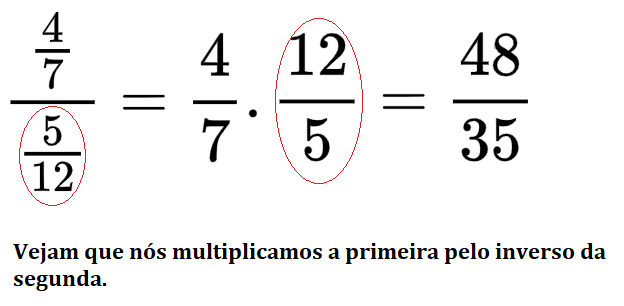 \frac{\frac{4}{7}}{\frac{5}{12}} = \frac{4}{7} . \frac{12}{5} = \frac{48}{35}
Vejam que nós multiplicamos a primeira pelo inverso da
segunda.